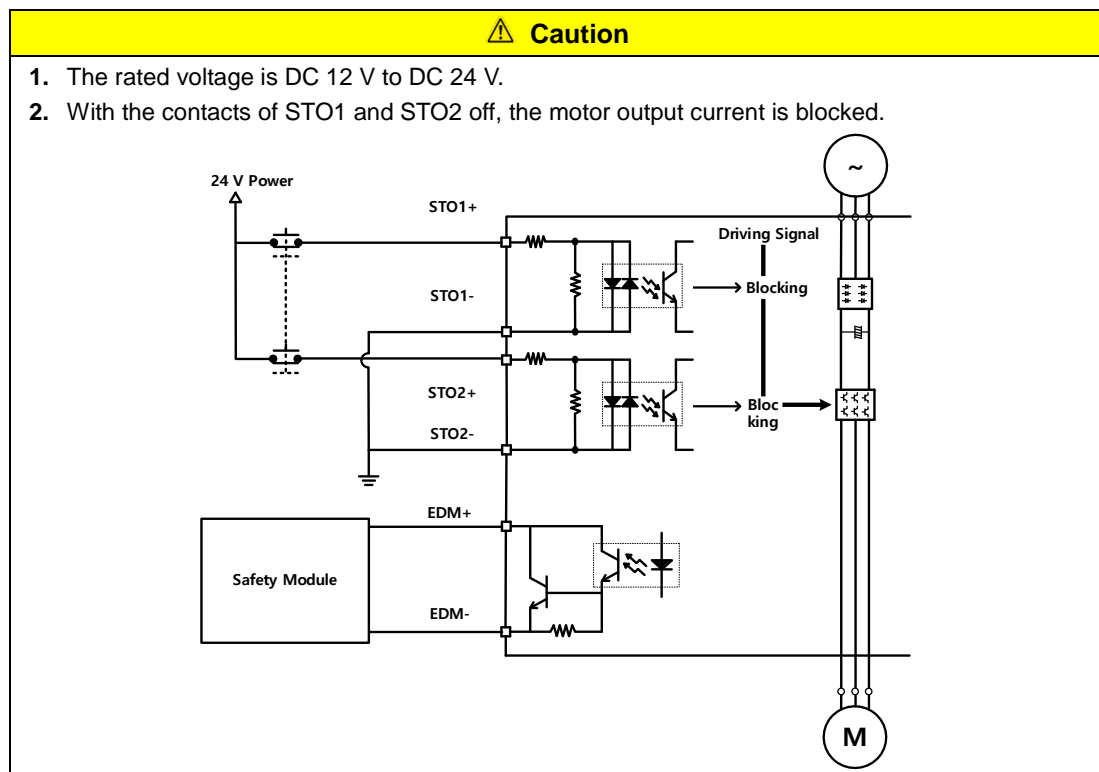 Caution
1. The rated voltage is DC 12 V to DC 24 V.
2. With the contacts of STO1 and STO2 off, the motor output current is blocked.
~
24 V Power
STO1+
Driving Signal
STO1-
Blocking
STO2+
Bloc
king
STO2-
EDM+
Safety Module
EDM-
M